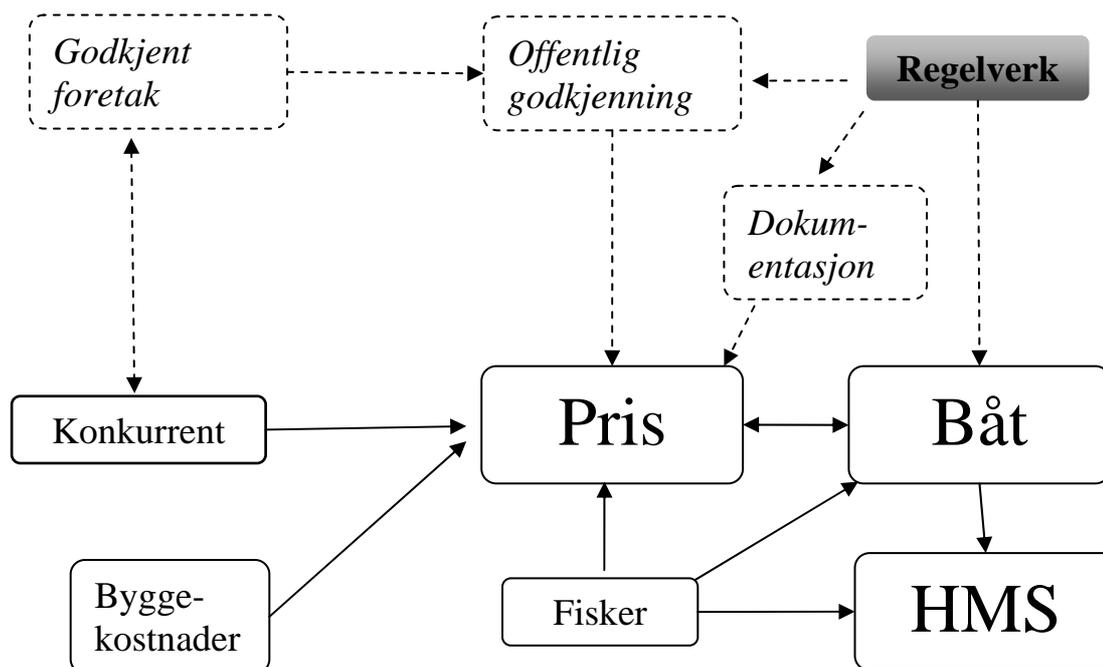 Godkjent
foretak
Offentlig
godkjenning
Regelverk
Dokum-
entasjon
Konkurrent
Pris
Båt
Bygge-
kostnader
Fisker
HMS